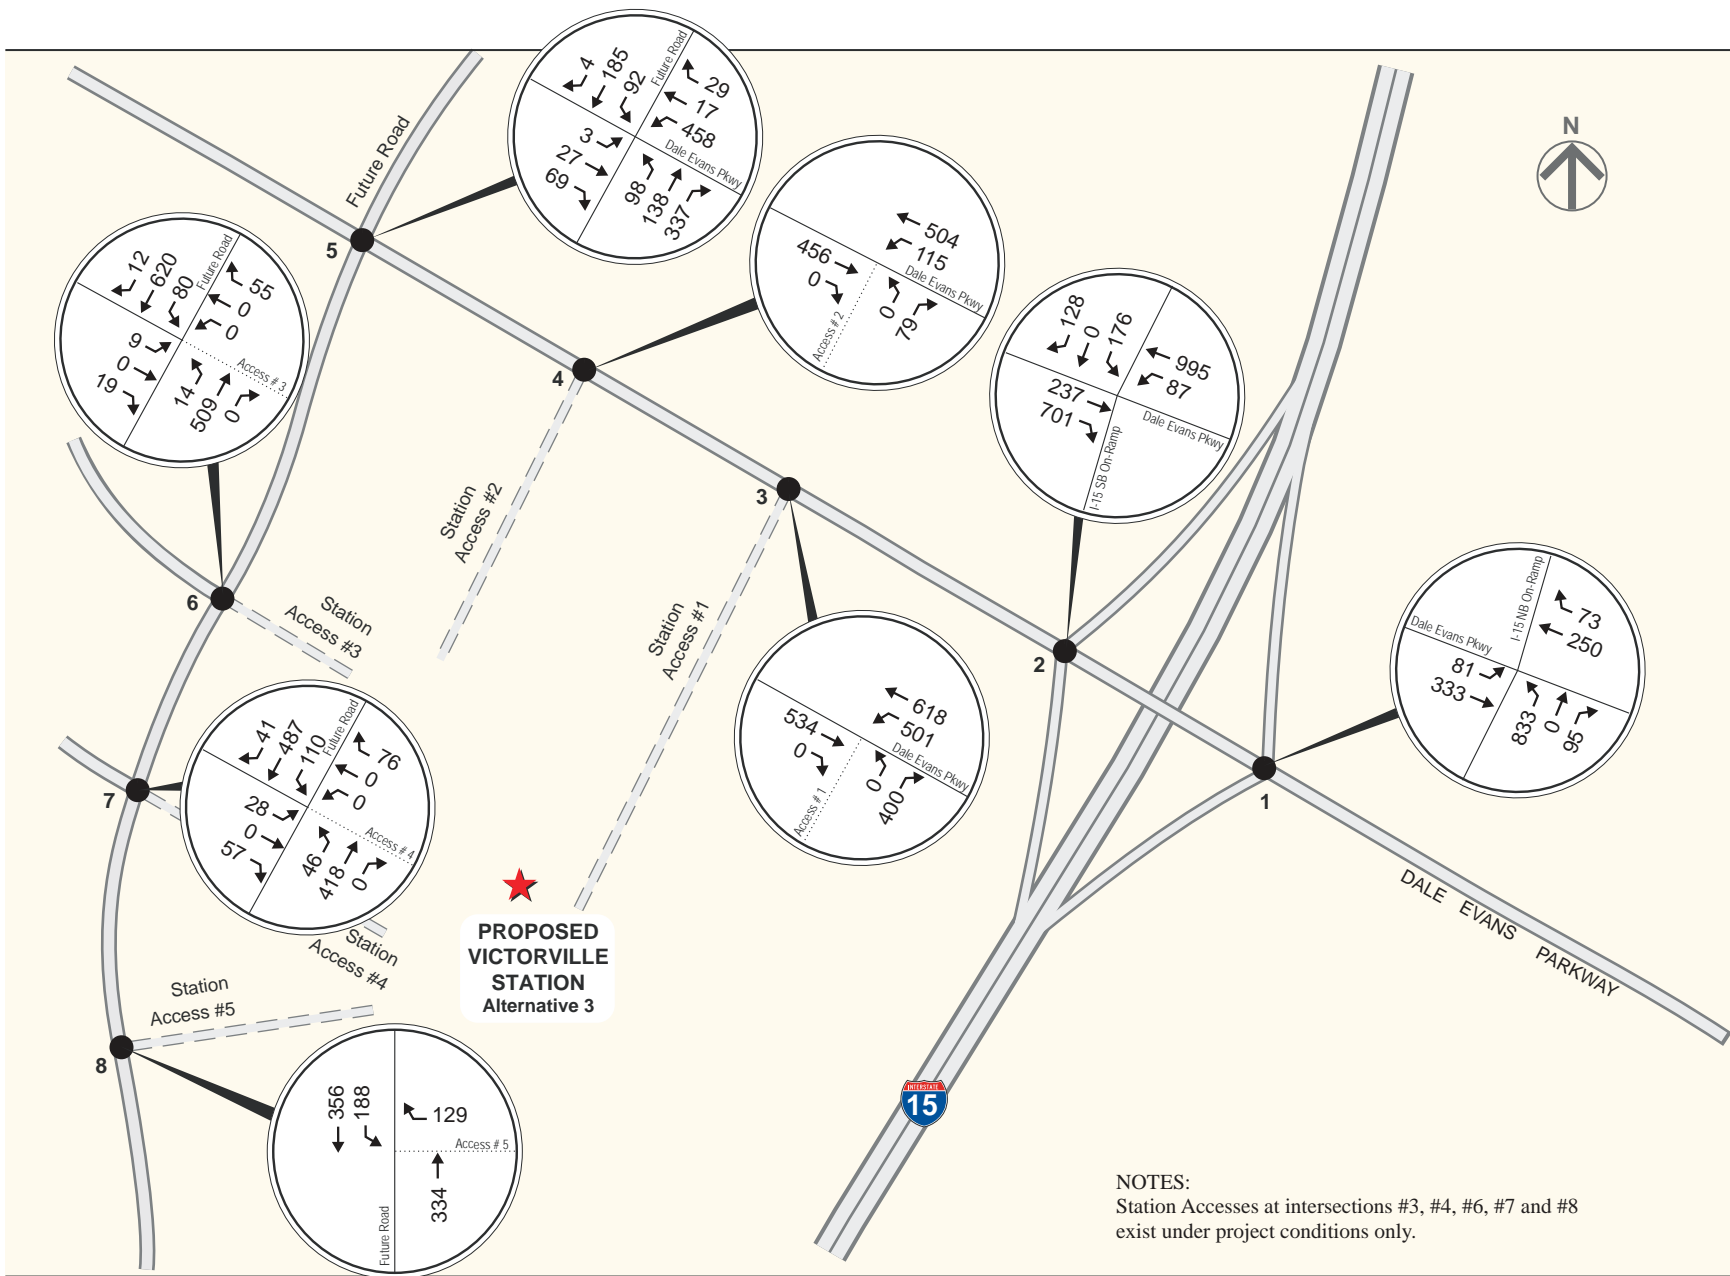 4
185
92
Future Road
29
17
458
Dale Evans Pkwy
3
27
69
98
138
337
Future Road
5
504
115
Dale Evans Pkwy
456
0
Access # 2
0
79
4
N
12
620
80
Future Road
55
0
0
Access # 3
9
0
19
14
509
0
6
128
0
176
995
87
Dale Evans Pkwy
237
701
I-15 SB On-Ramp
2
Station
Access #2
3
Station
Access #1
Station
Access #3
618
501
Dale Evans Pkwy
534
0
Access # 1
0
400
I-15 NB On-Ramp
73
250
Dale Evans Pkwy
81
333
833
0
95
1
41
487
110
Future Road
76
0
0
Access # 4
28
0
57
46
418
0
7
Station
Access #4
PROPOSED
VICTORVILLE
STATION
Alternative 3
DALE EVANS PARKWAY
Station
Access #5
8
356
188
129
Access # 5
334
Future Road
INTERSTATE
15
NOTES:
Station Accesses at intersections #3, #4, #6, #7 and #8
exist under project conditions only.